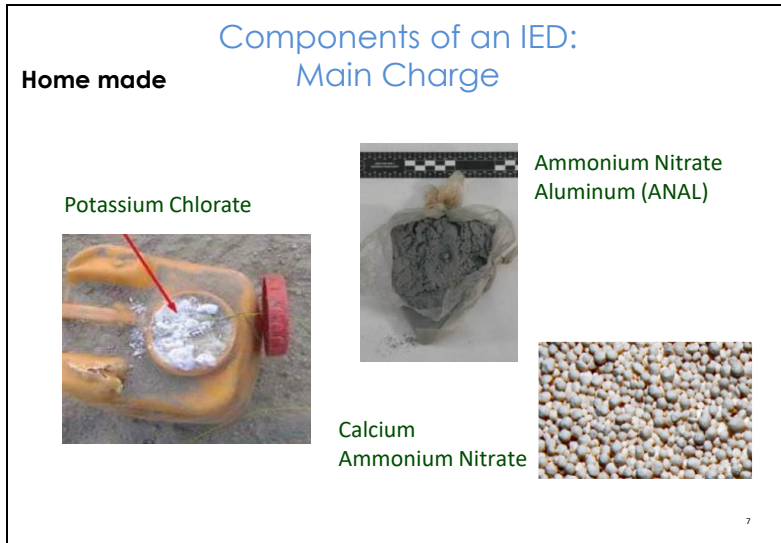 Components of an IED:
Main Charge
Home made
Potassium Chlorate
Ammonium Nitrate
Aluminum (ANAL)
Calcium
Ammonium Nitrate
7